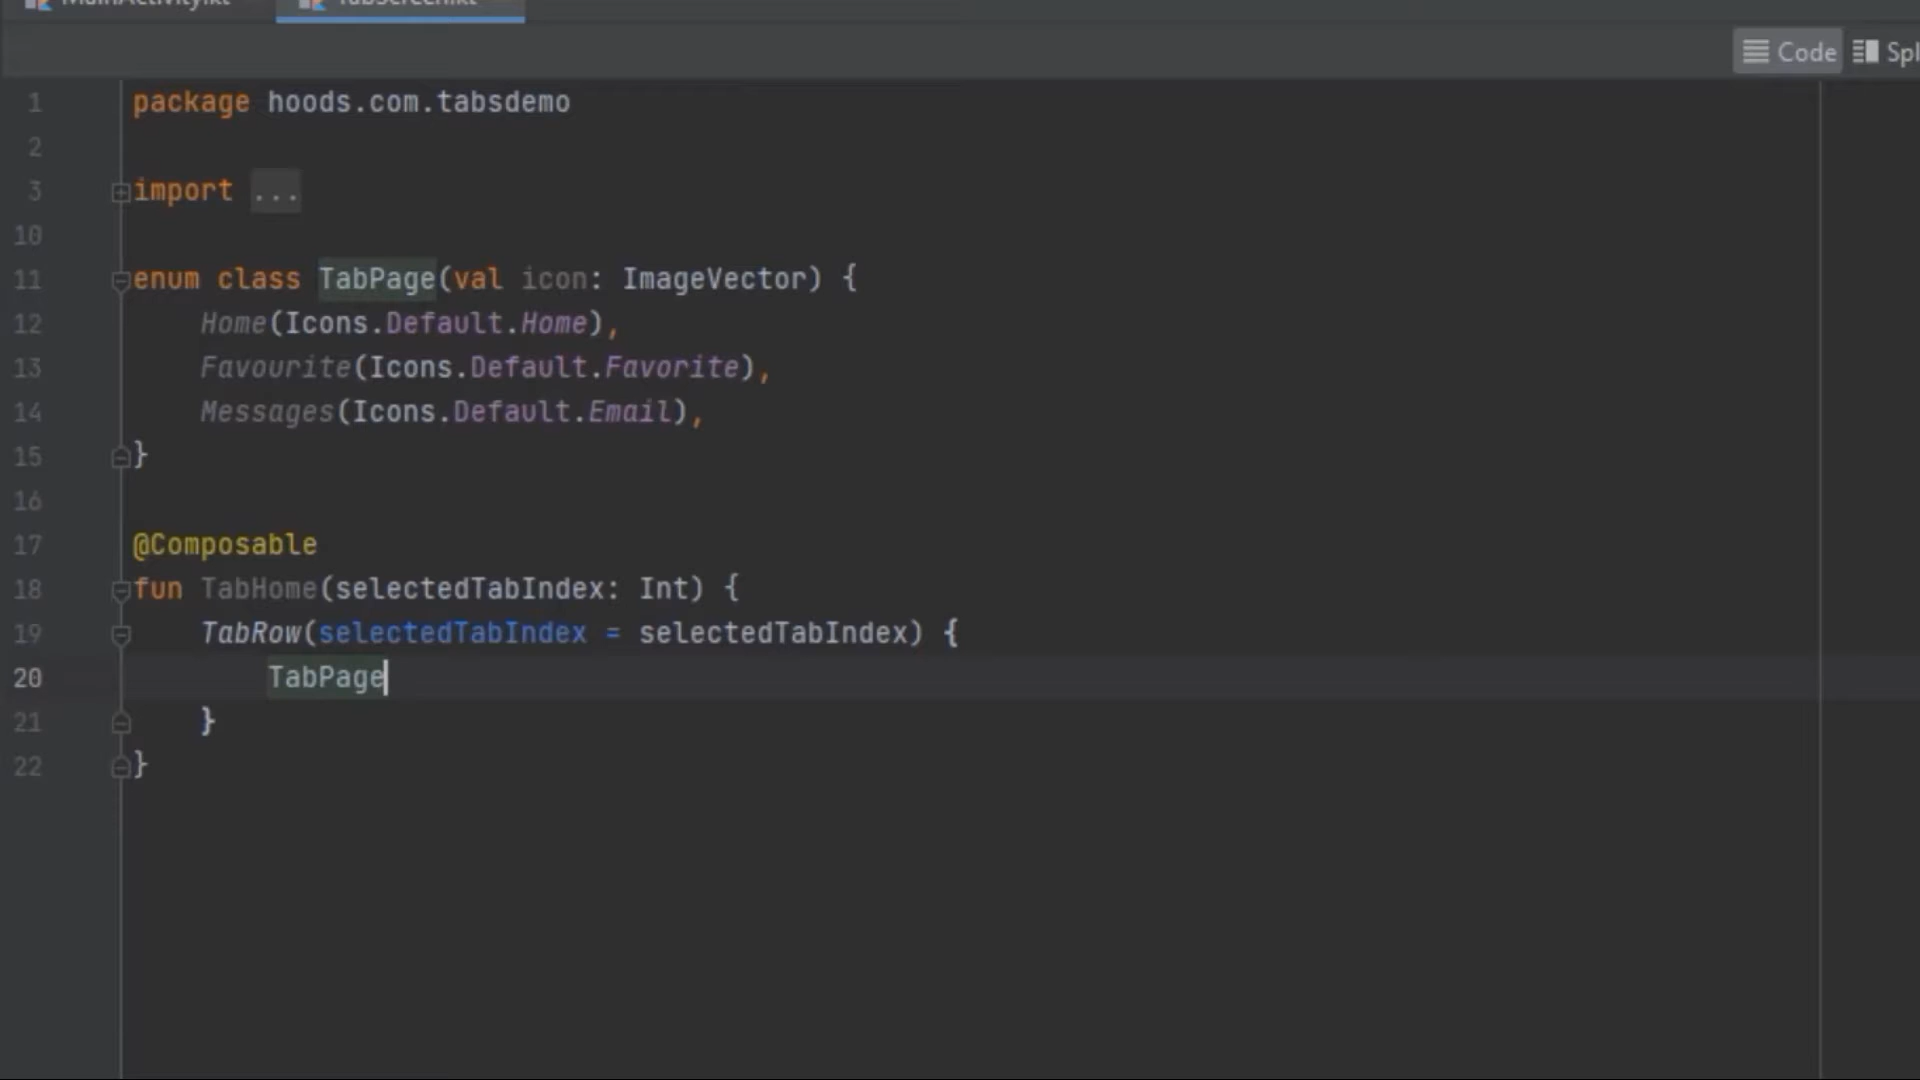 Code
1 package hoods.com.tabsdemo
2
3 import ...
10
11 enum class TabPage(val icon: ImageVector) {
12 Home(Icons.Default.Home),
13 Favourite(Icons.Default.Favorite),
14 Messages(Icons.Default.Email),
15 }
16
17 @Composable
18 fun TabHome(selectedTabIndex: Int) {
19 TabRow(selectedTabIndex = selectedTabIndex) {
20 TabPage
21 }
22 }